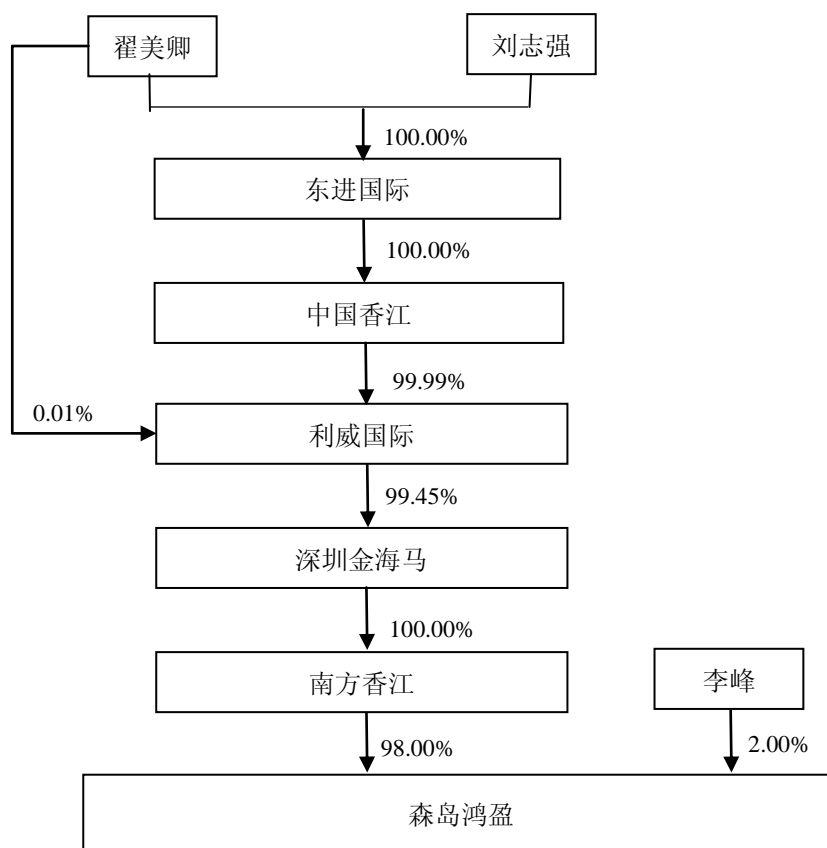 翟美卿
刘志强
100.00%
东进国际
100.00%
中国香江
99.99%
0.01%
利威国际
99.45%
深圳金海马
100.00%
南方香江
李峰
98.00%
2.00%
森岛鸿盈